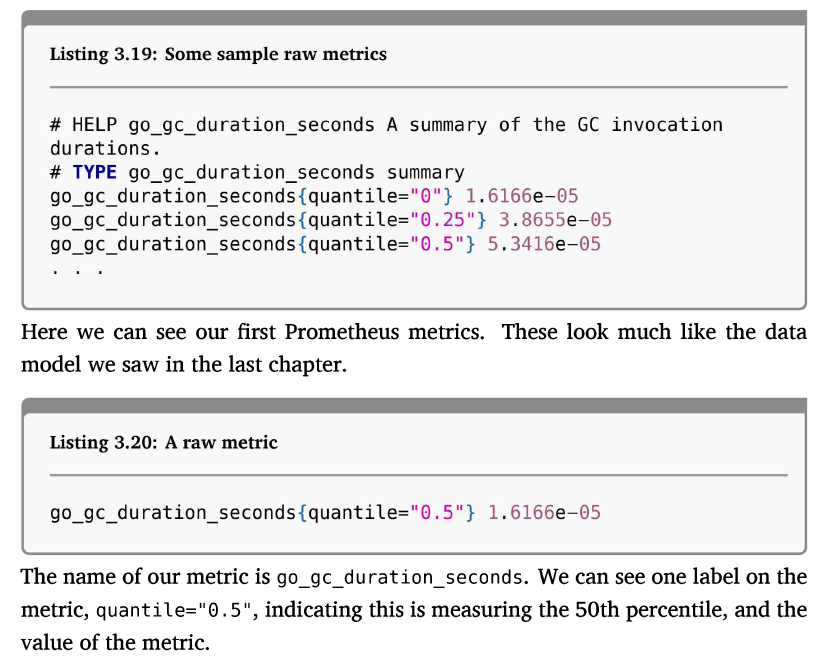 Listing 3.19: Some sample raw metrics
# HELP go_gc_duration_seconds A summary of the GC invocation
durations.
# TYPE go_gc_duration_seconds summary
go_gc_duration_seconds{quantile="0"} 1.6166e-05
go_gc_duration_seconds{quantile="0.25"} 3.8655e-05
go_gc_duration_seconds{quantile="0.5"} 5.3416e-05
. . .
Here we can see our first Prometheus metrics. These look much like the data
model we saw in the last chapter.
Listing 3.20: A raw metric
go_gc_duration_seconds{quantile="0.5"} 1.6166e-05
The name of our metric is go_gc_duration_seconds. We can see one label on the
metric, quantile="0.5", indicating this is measuring the 50th percentile, and the
value of the metric.